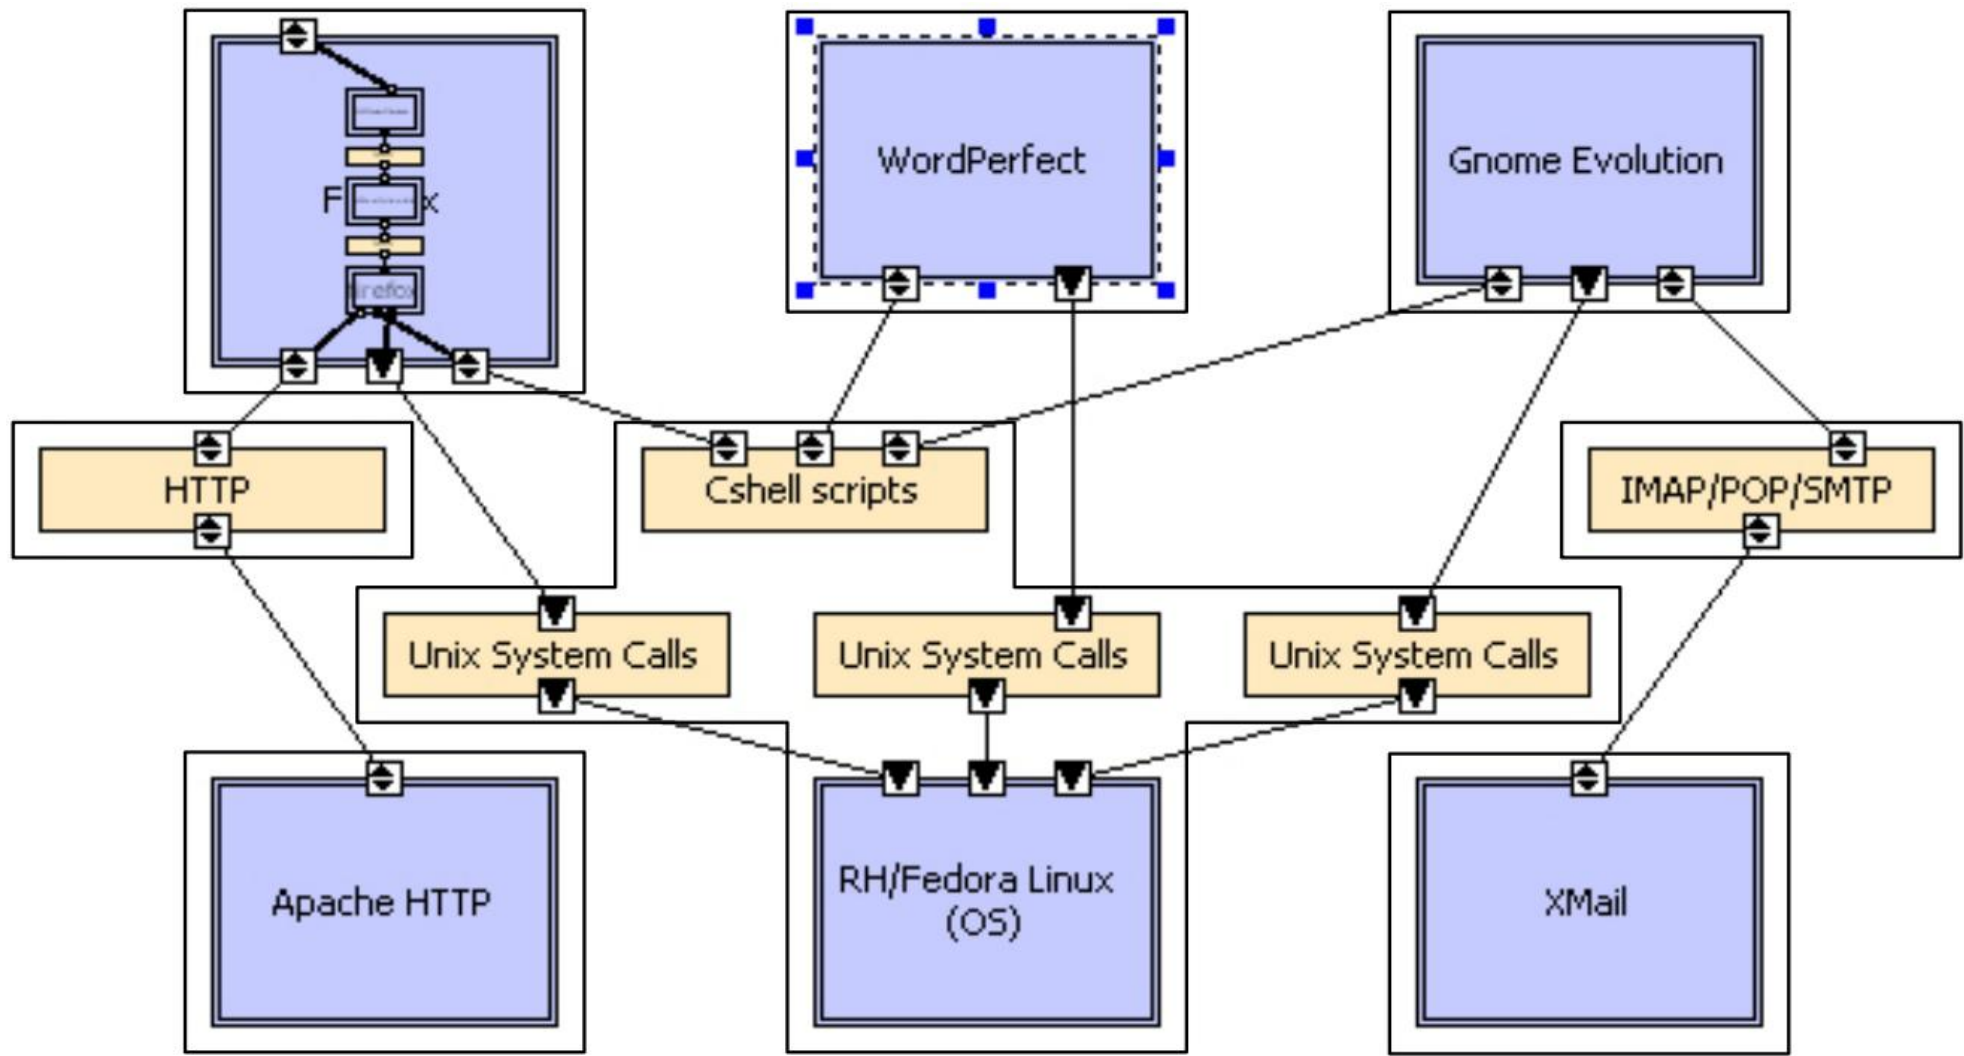 WordPerfect
Gnome Evolution
F x
firefox
HTTP
Cshell scripts
IMAP/POP/SMTP
Unix System Calls
Unix System Calls
Unix System Calls
Apache HTTP
RH/Fedora Linux
(OS)
XMail